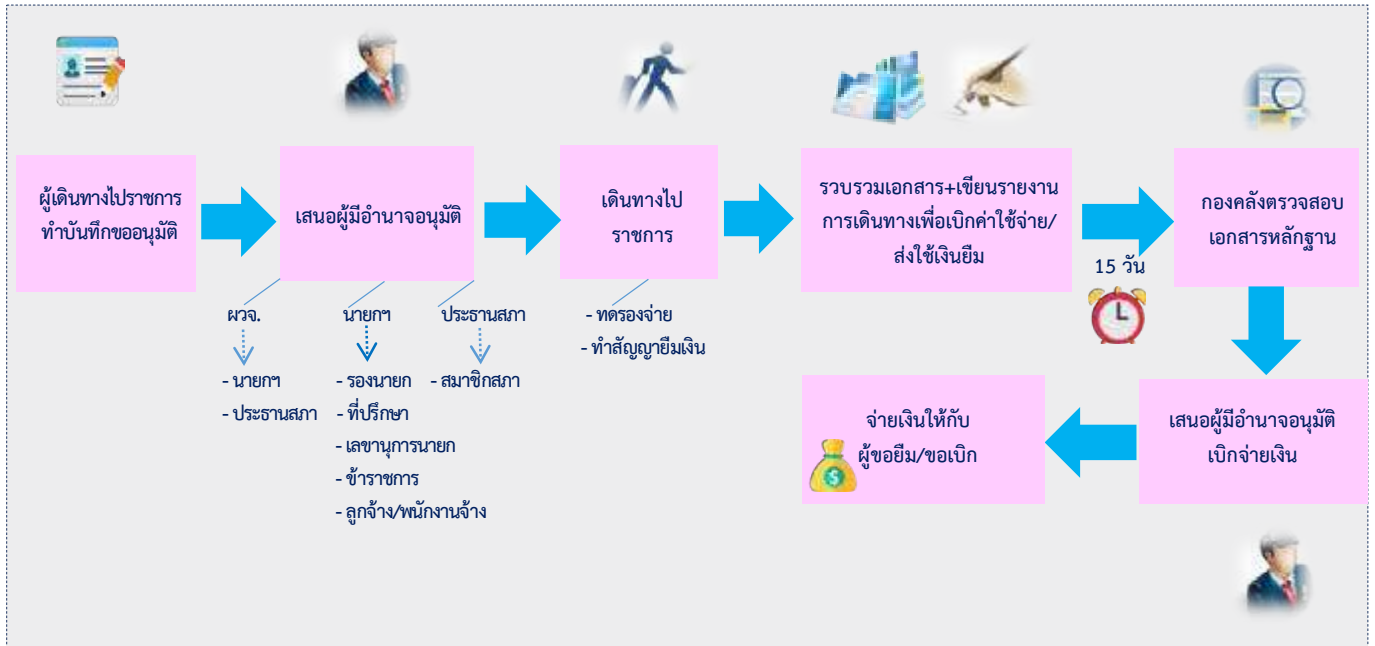 ผู้เดินทางไปราชการ
ทำบันทึกขออนุมัติ
เสนอผู้มีอำนาจอนุมัติ
ผวจ.
- นายกฯ
- ประธานสภา
นายกฯ
- รองนายก
- ที่ปรึกษา
- เลขานุการนายก
- ข้าราชการ
- ลูกจ้าง/พนักงานจ้าง
ประธานสภา
- สมาชิกสภา
เดินทางไป
ราชการ
- ทดรองจ่าย
- ทำสัญญายืมเงิน
รวบรวมเอกสาร+เขียนรายงาน
การเดินทางเพื่อเบิกค่าใช้จ่าย/
ส่งใช้เงินยืม
15 วัน
กองคลังตรวจสอบ
เอกสารหลักฐาน
เสนอผู้มีอำนาจอนุมัติ
เบิกจ่ายเงิน
จ่ายเงินให้กับ
ผู้ขอยืม/ขอเบิก